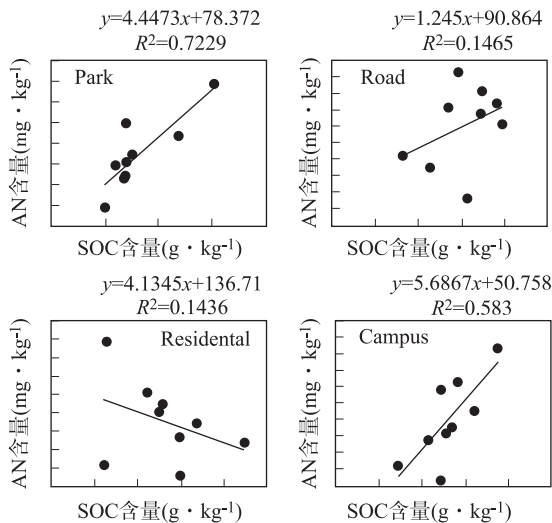 y=4.4473x+78.372
R²=0.7229
Park
AN含量(mg·kg⁻¹)
SOC含量(g·kg⁻¹)
y=1.245x+90.864
R²=0.1465
Road
AN含量(mg·kg⁻¹)
SOC含量(g·kg⁻¹)
y=4.1345x+136.71
R²=0.1436
Residental
AN含量(mg·kg⁻¹)
SOC含量(g·kg⁻¹)
y=5.6867x+50.758
R²=0.583
Campus
AN含量(mg·kg⁻¹)
SOC含量(g·kg⁻¹)